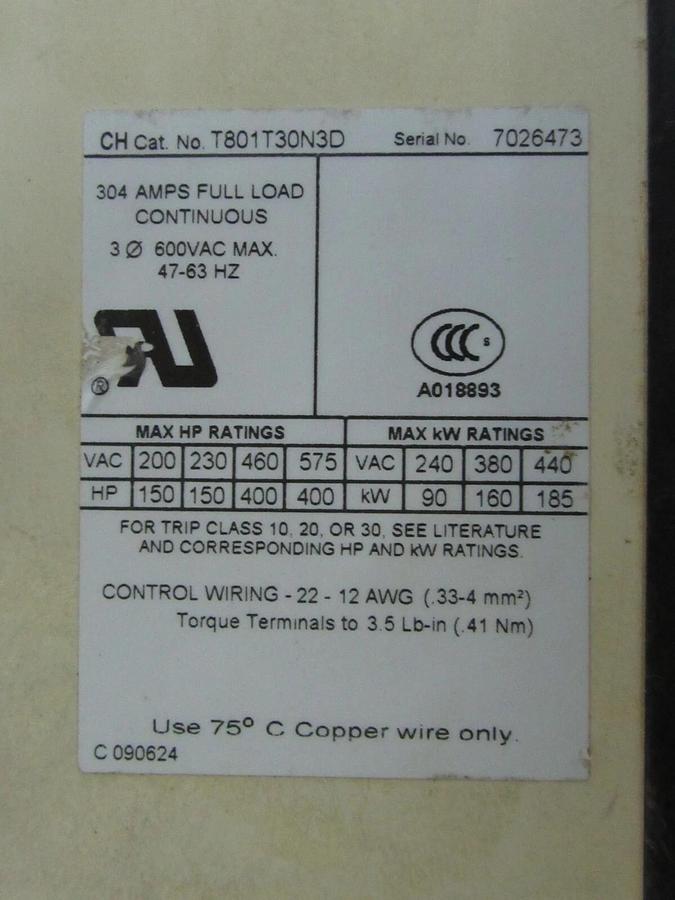 CH Cat. No. T801T30N3D Serial No. 7026473
304 AMPS FULL LOAD
CONTINUOUS
3 Ø 600VAC MAX.
47-63 HZ
®
CCC S
A018893
MAX HP RATINGS MAX kW RATINGS
VAC 200 230 460 575 VAC 240 380 440
HP 150 150 400 400 kW 90 160 185
FOR TRIP CLASS 10, 20, OR 30, SEE LITERATURE
AND CORRESPONDING HP AND kW RATINGS.
CONTROL WIRING - 22 - 12 AWG (.33-4 mm²)
Torque Terminals to 3.5 Lb-in (.41 Nm)
Use 75º C Copper wire only.
C 090624